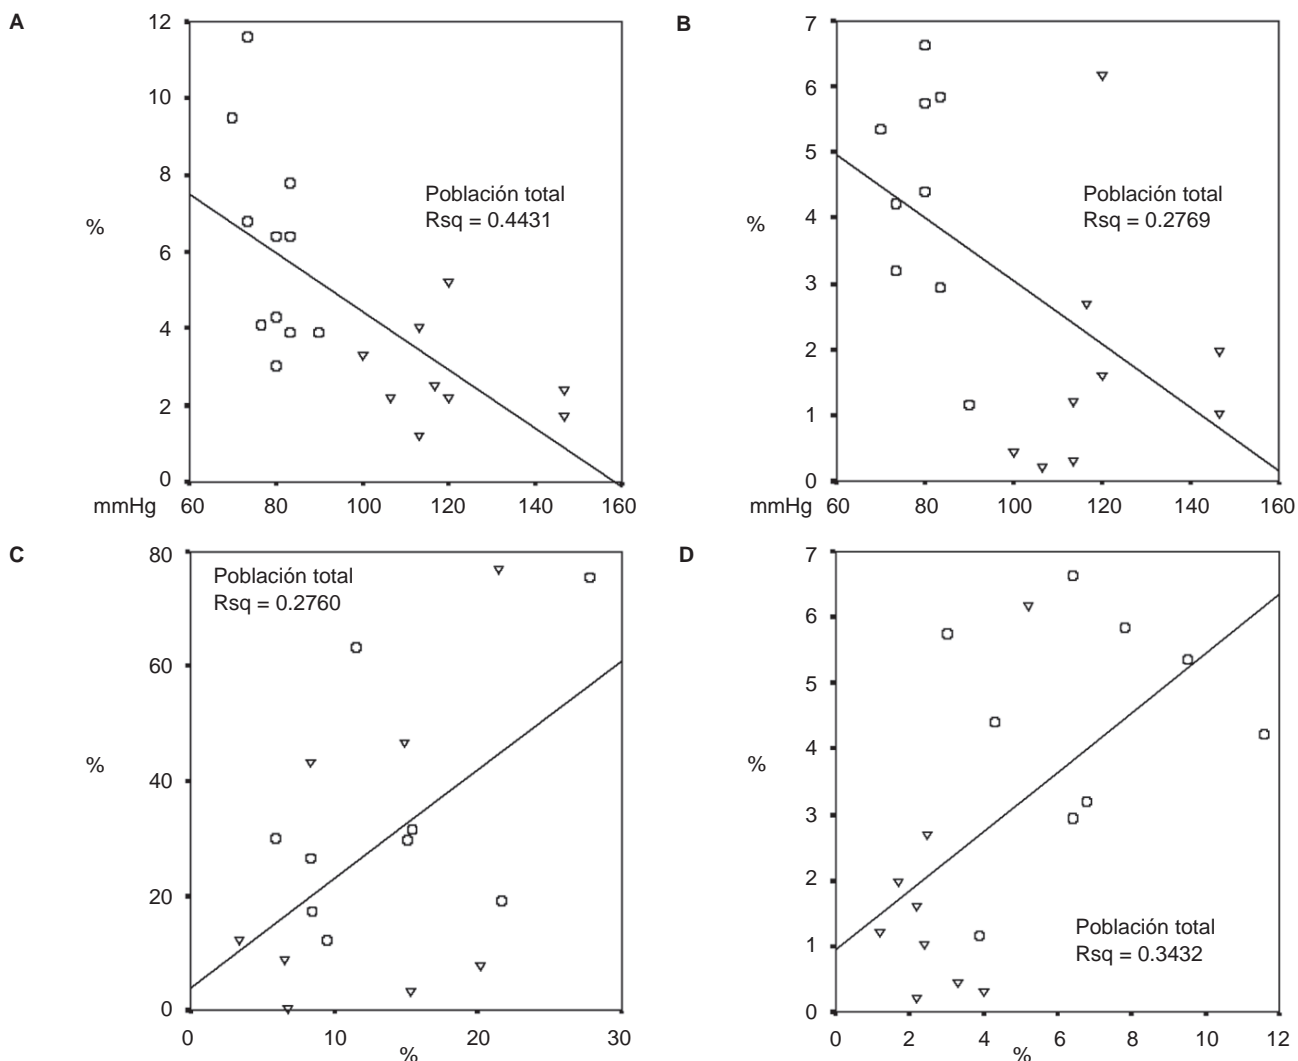 A
12
10
8
6
4
2
0
%
Población total
Rsq = 0.4431
mmHg
60 80 100 120 140 160
B
7
6
5
4
3
2
1
0
%
Población total
Rsq = 0.2769
mmHg
60 80 100 120 140 160
C
80
60
40
20
0
%
Población total
Rsq = 0.2760
0 10 20 30
%
D
7
6
5
4
3
2
1
0
%
Población total
Rsq = 0.3432
0 2 4 6 8 10 12
%